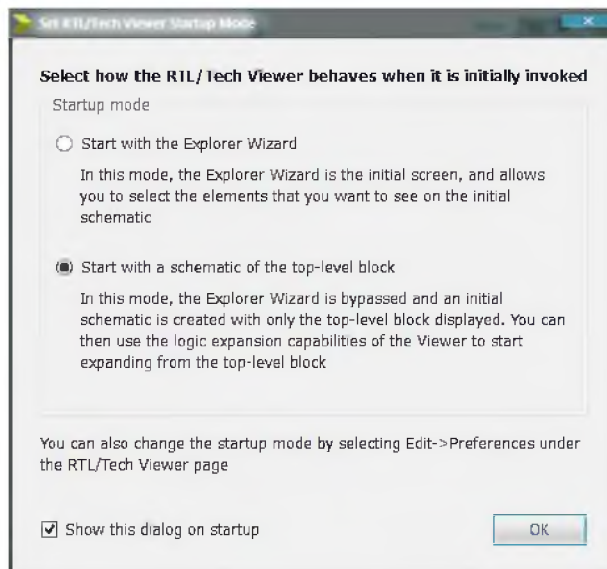 Set RTL/Tech Viewer Startup Mode
Select how the RTL/Tech Viewer behaves when it is initially invoked
Startup mode
Start with the Explorer Wizard
In this mode, the Explorer Wizard is the initial screen, and allows
you to select the elements that you want to see on the initial
schematic
Start with a schematic of the top-level block
In this mode, the Explorer Wizard is bypassed and an initial
schematic is created with only the top-level block displayed. You can
then use the logic expansion capabilities of the Viewer to start
expanding from the top-level block
You can also change the startup mode by selecting Edit->Preferences under
the RTL/Tech Viewer page
Show this dialog on startup
OK